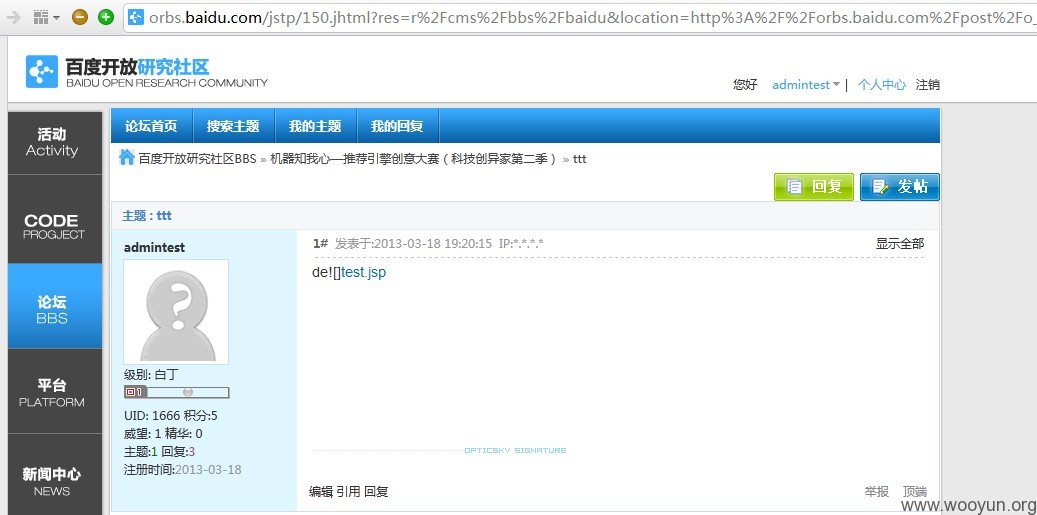 orbs.baidu.com/jstp/150.jhtml?res=r%2Fcms%2Fbbs%2Fbaidu&location=http%3A%2F%2Forbs.baidu.com%2Fpost%2Fo_
百度开放研究社区
BAIDU OPEN RESEARCH COMMUNITY
您好 admintest | 个人中心 注销
活动
Activity
CODE
PROGJECT
论坛
BBS
平台
PLATFORM
新闻中心
NEWS
论坛首页 搜索主题 我的主题 我的回复
百度开放研究社区BBS » 机器知我心—推荐引擎创意大赛（科技创异家第二季） » ttt
回复 发帖
主题 : ttt
admintest
级别: 白丁
UID: 1666 积分:5
威望: 1 精华: 0
主题:1 回复:3
注册时间:2013-03-18
1# 发表于:2013-03-18 19:20:15 IP:*.*.*.* 显示全部
de![]test.jsp
OPTICSKY SIGNATURE
编辑 引用 回复 举报 顶端
www.wooyun.org